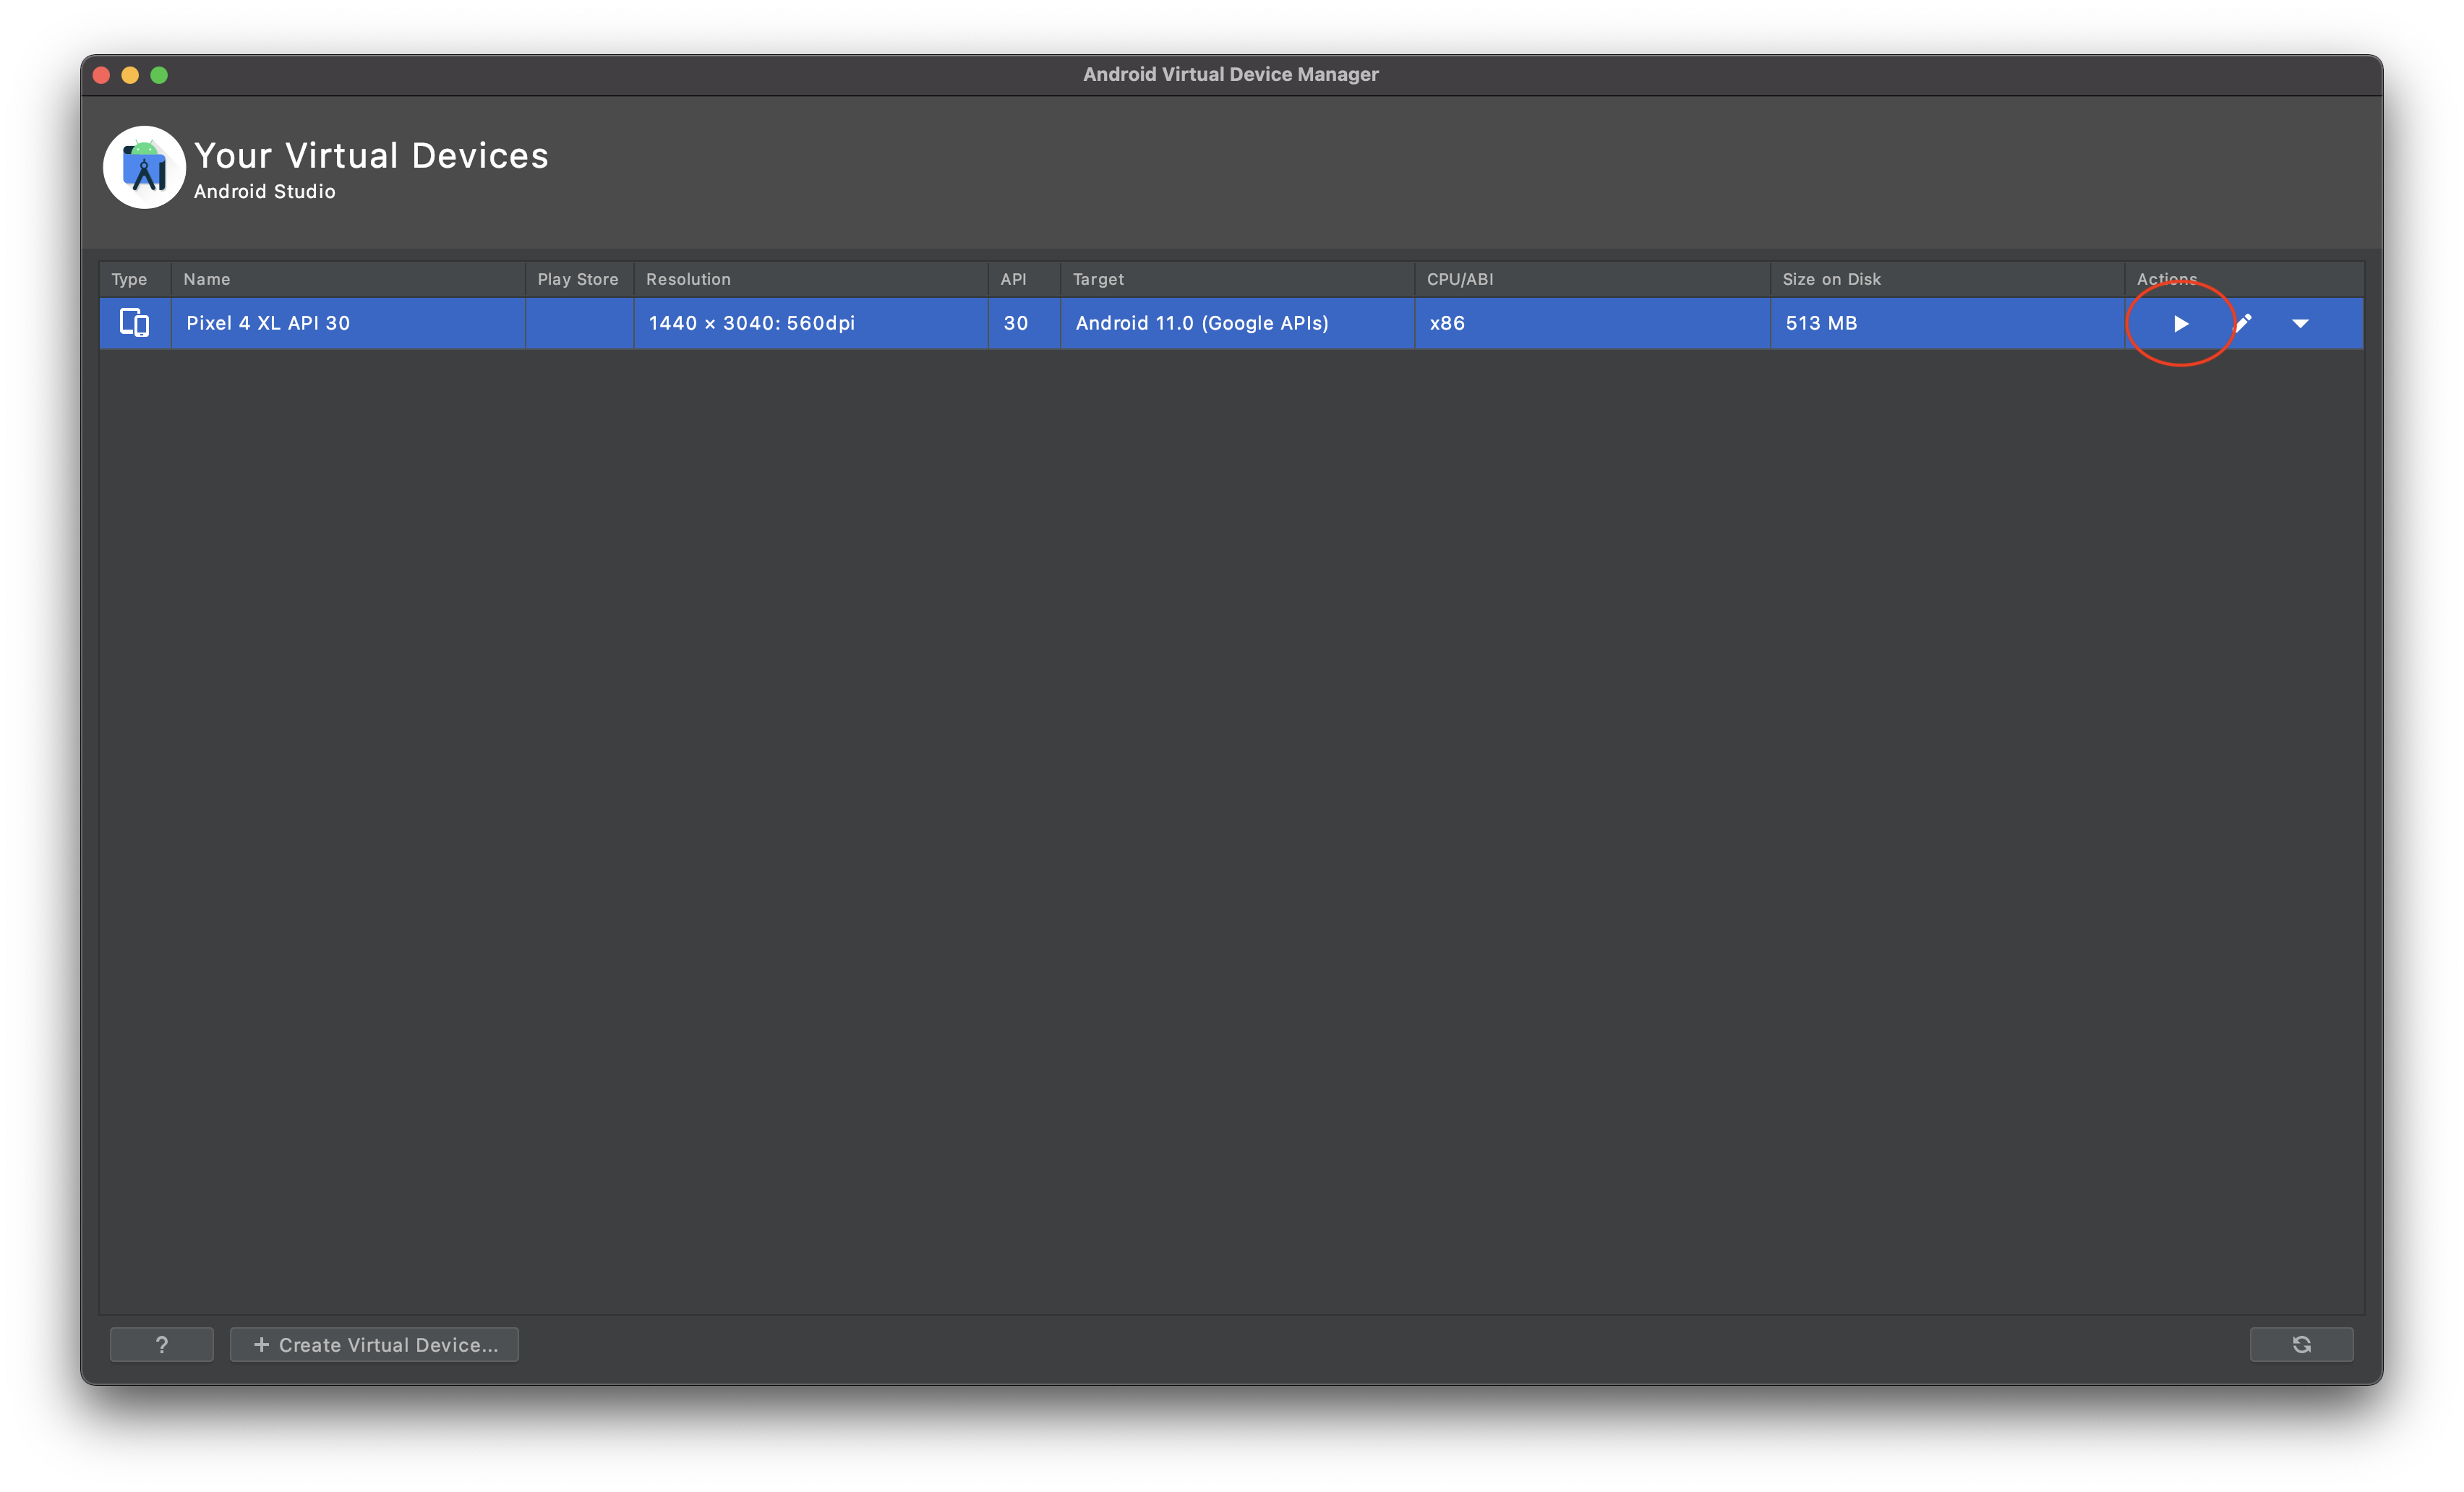 Android Virtual Device Manager
Your Virtual Devices
Android Studio
Type Name Play Store Resolution API Target CPU/ABI Size on Disk Actions
Pixel 4 XL API 30 1440 × 3040: 560dpi 30 Android 11.0 (Google APIs) x86 513 MB
? + Create Virtual Device...